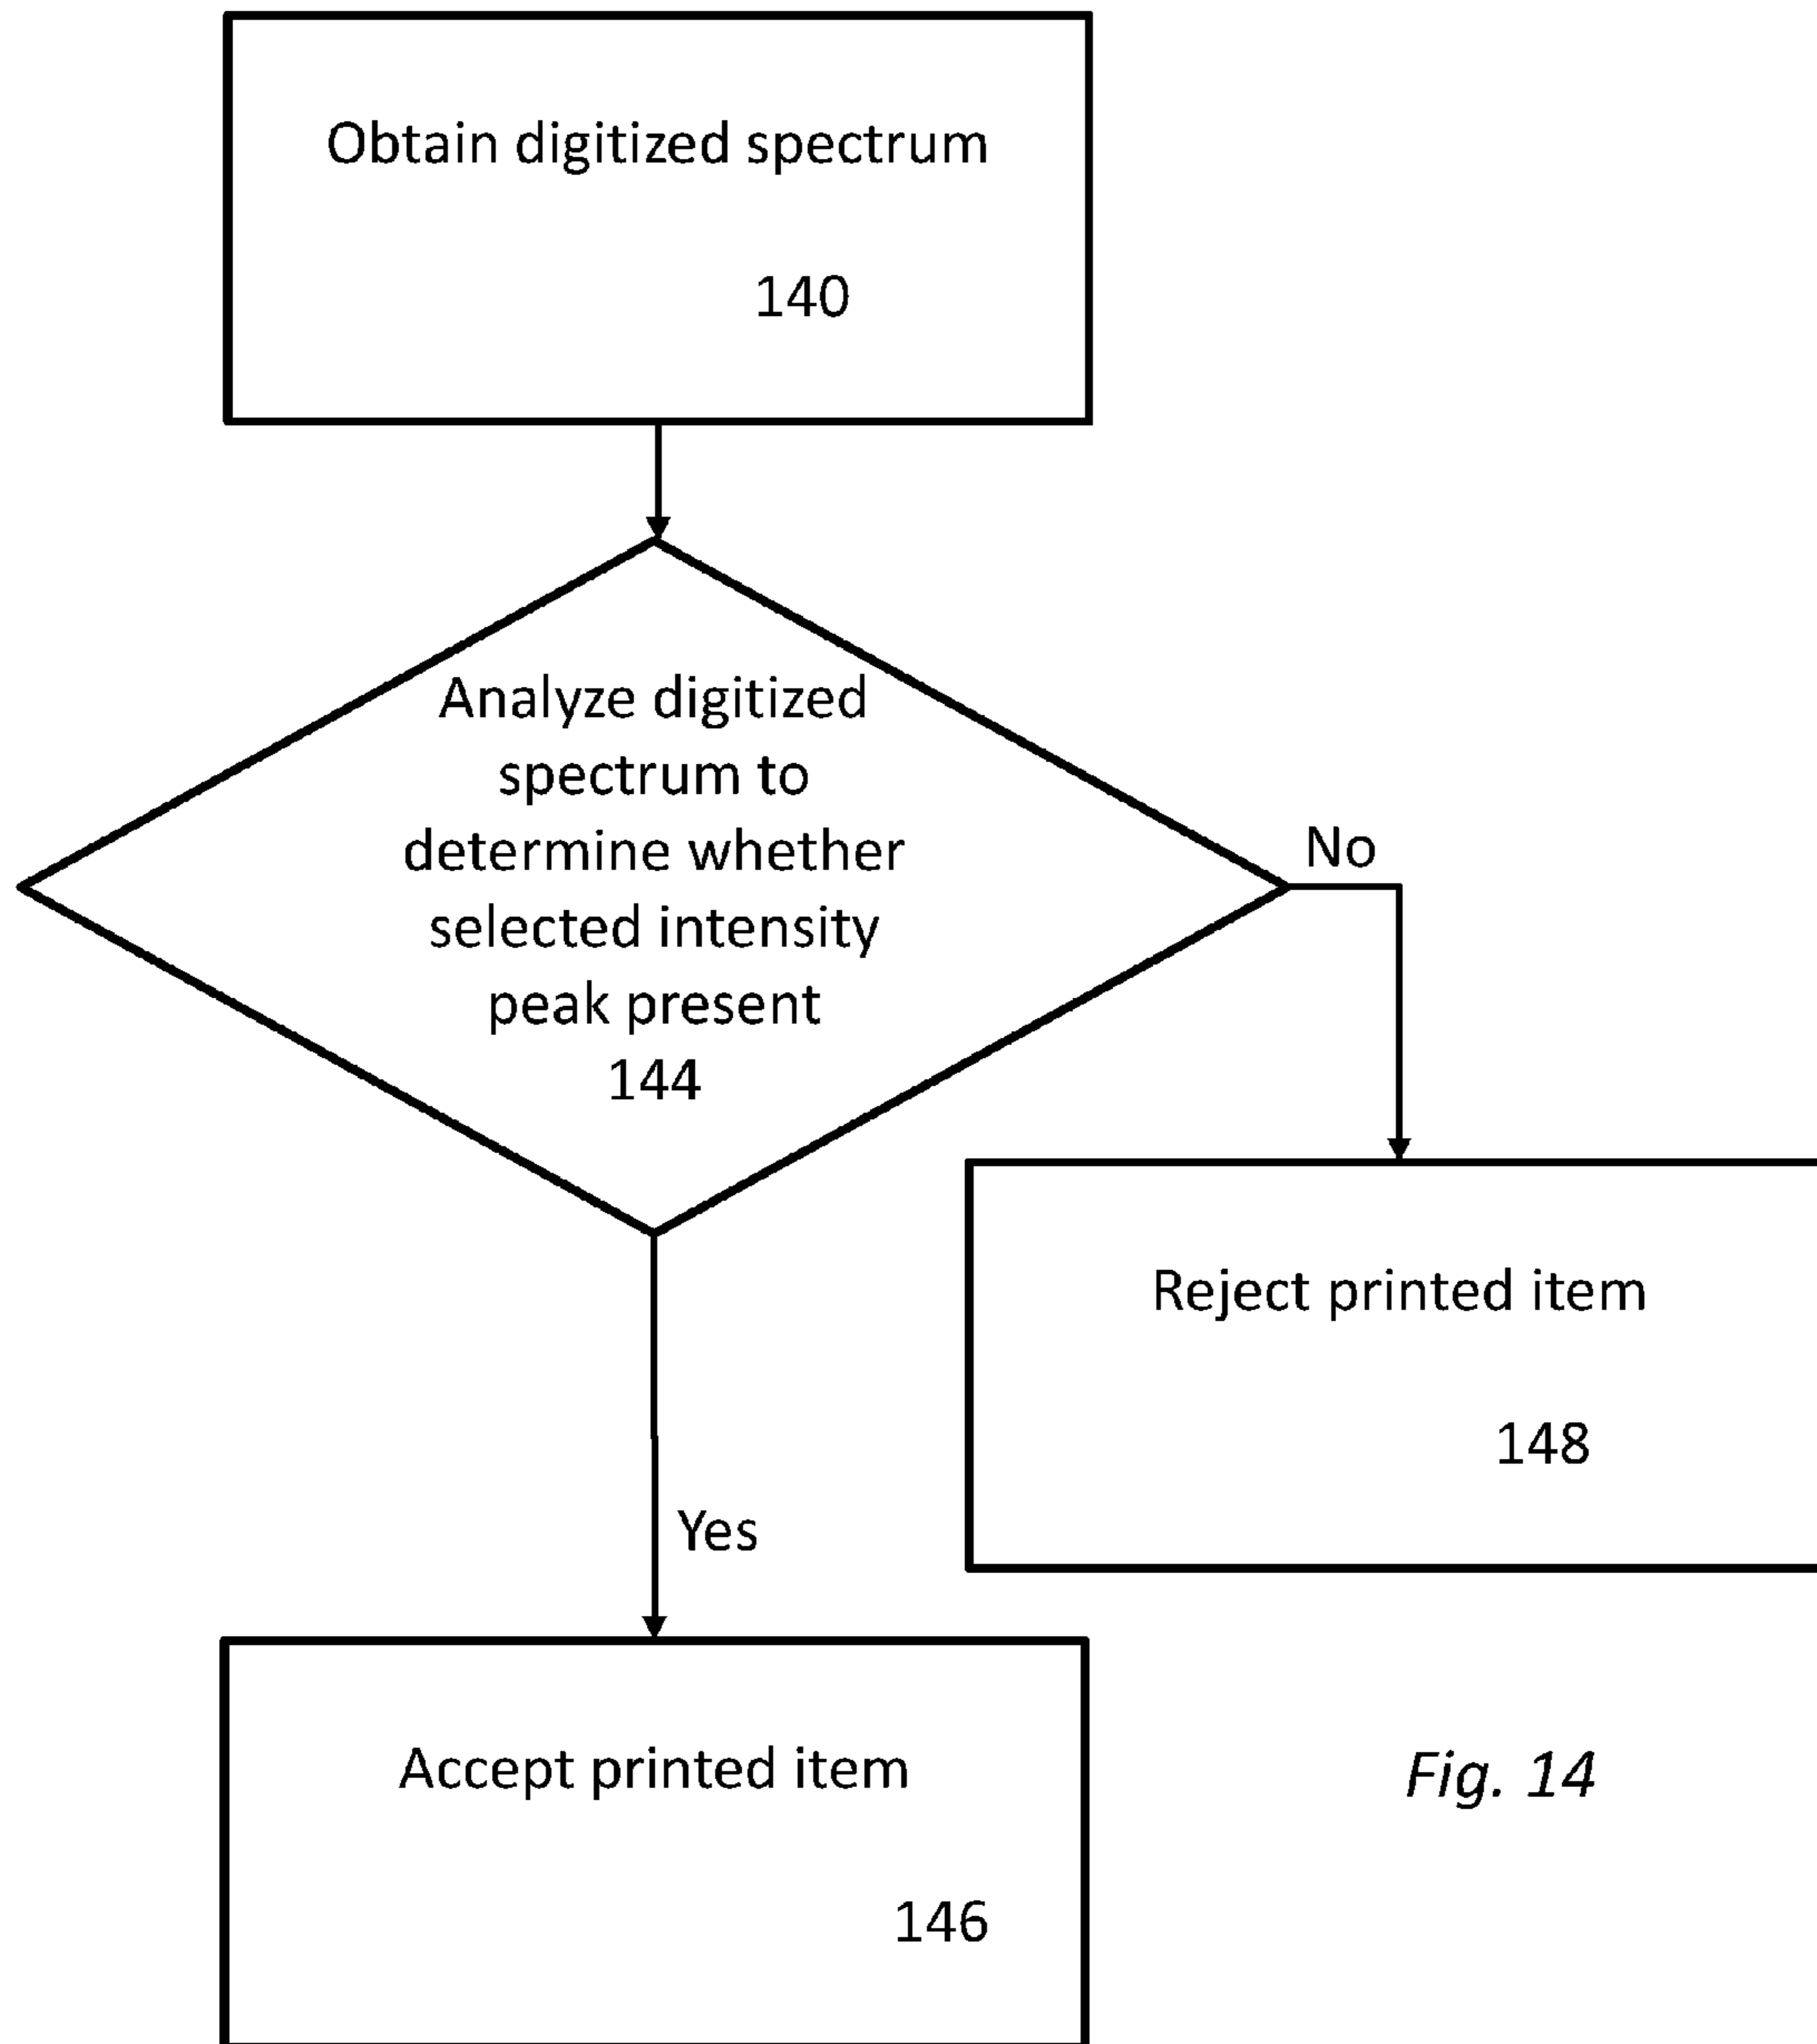 Obtain digitized spectrum
140
Analyze digitized
spectrum to
determine whether
selected intensity
peak present
144
No
Reject printed item
148
Yes
Accept printed item
146
Fig. 14